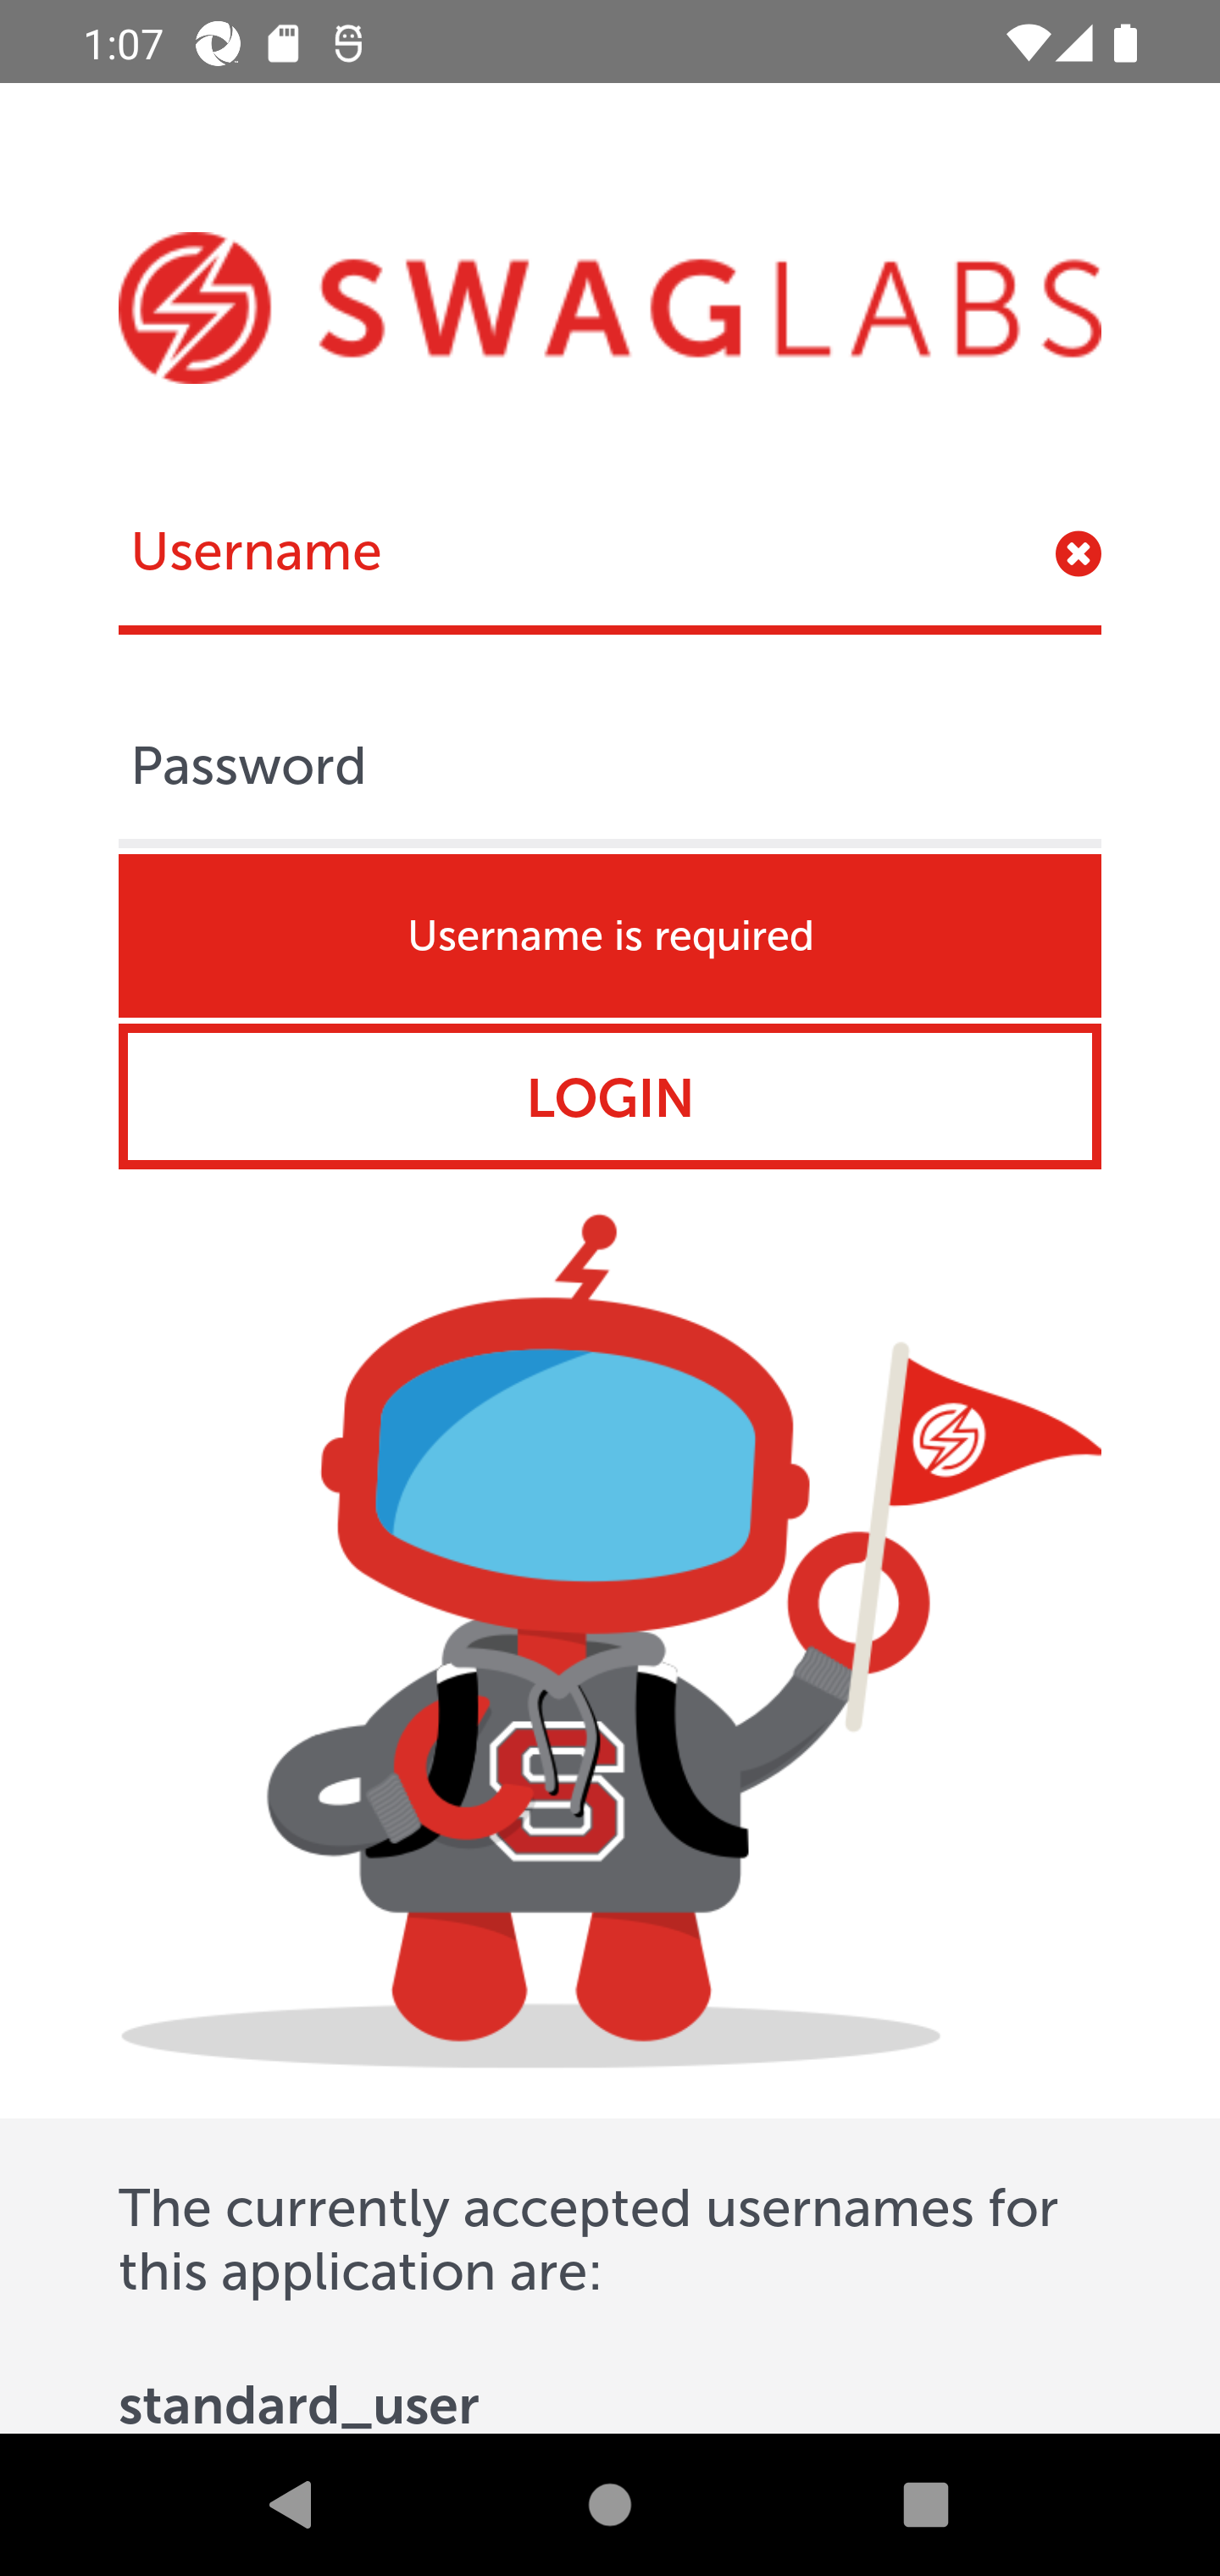 1:07
SWAGLABS
Username
Password
Username is required
LOGIN
S
The currently accepted usernames for
this application are:
standard_user